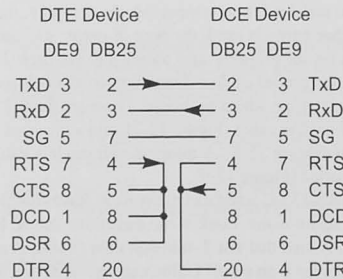 DTE Device DCE Device
DE9 DB25 DB25 DE9
TxD 3 2 2 3 TxD
RxD 2 3 3 2 RxD
SG 5 7 7 5 SG
RTS 7 4 4 7 RTS
CTS 8 5 5 8 CTS
DCD 1 8 8 1 DCD
DSR 6 6 6 6 DSR
DTR 4 20 20 4 DTR